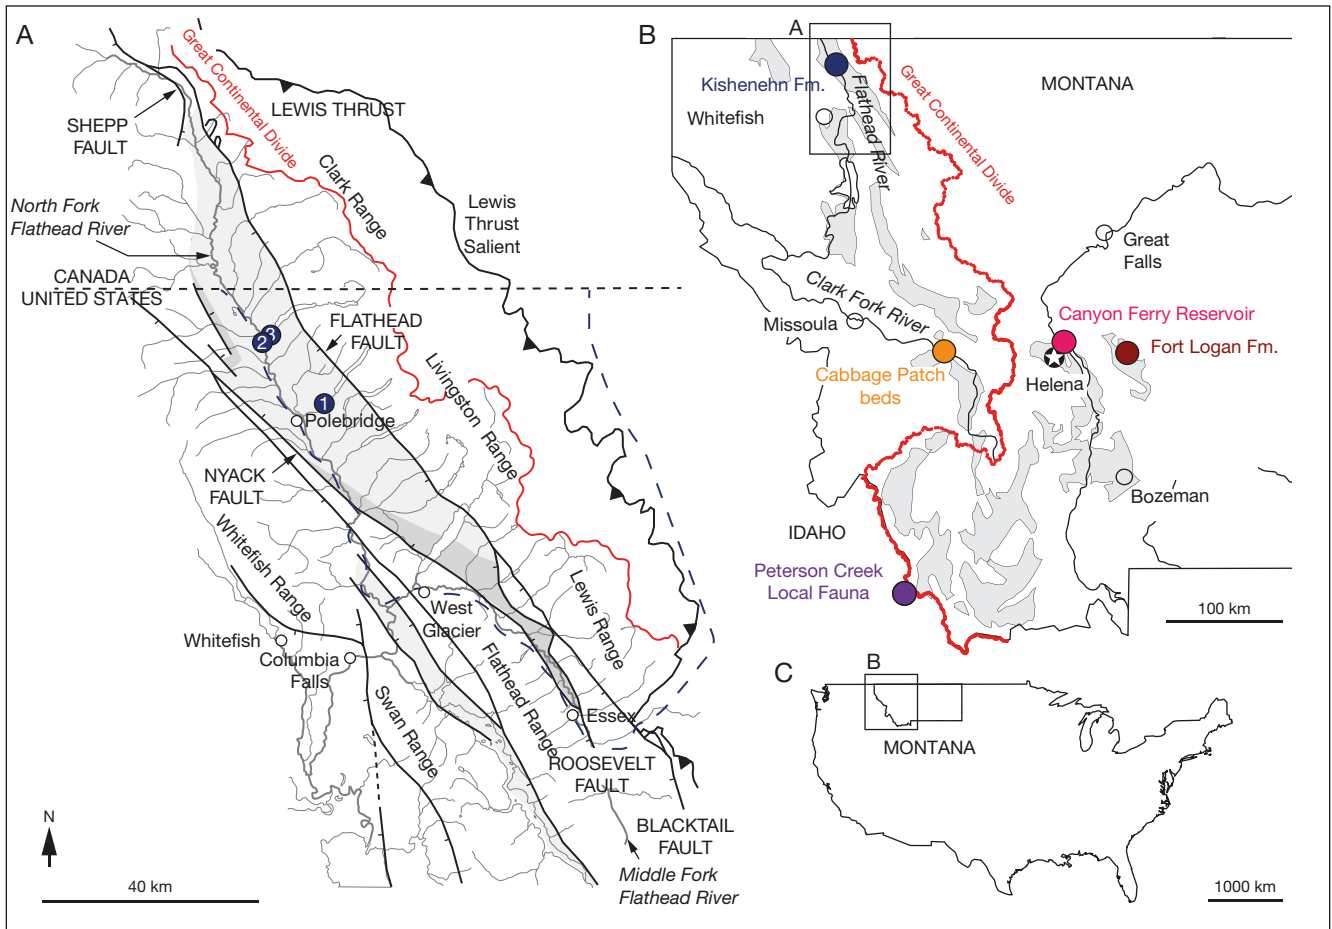 A
Great Continental Divide
LEWIS THRUST
SHEPP
FAULT
Clark Range
North Fork
Flathead River
Lewis
Thrust
Salient
CANADA
UNITED STATES
3
2
FLATHEAD
FAULT
1
Polebridge
Livingston Range
NYACK
FAULT
Whitefish Range
West
Glacier
Lewis Range
Whitefish
Columbia
Falls
Flathead Range
Swan Range
Essex
ROOSEVELT
FAULT
BLACKTAIL
FAULT
Middle Fork
Flathead River
N
40 km
B
A
Kishenehn Fm.
Whitefish
Flathead River
Great Continental Divide
MONTANA
Great
Falls
Clark Fork River
Missoula
Canyon Ferry Reservoir
Fort Logan Fm.
Helena
Cabbage Patch
beds
Bozeman
IDAHO
Peterson Creek
Local Fauna
100 km
C
B
MONTANA
1000 km